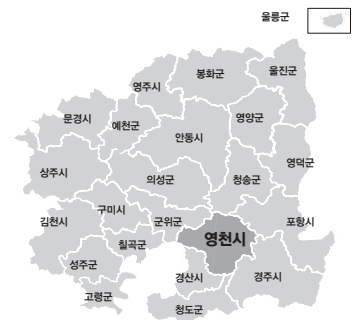 울릉군
봉화군
울진군
영주시
문경시
예천군
영양군
안동시
영덕군
상주시
의성군
청송군
구미시
김천시
군위군
포항시
칠곡군
영천시
성주군
경산시
경주시
고령군
청도군